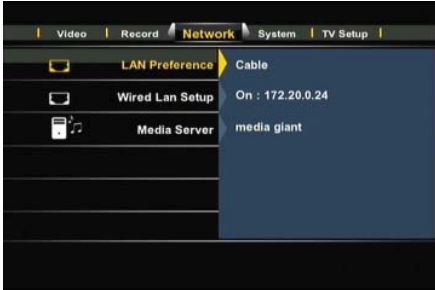 Video Record Network System TV Setup
LAN Preference Cable
Wired Lan Setup On : 172.20.0.24
Media Server media giant